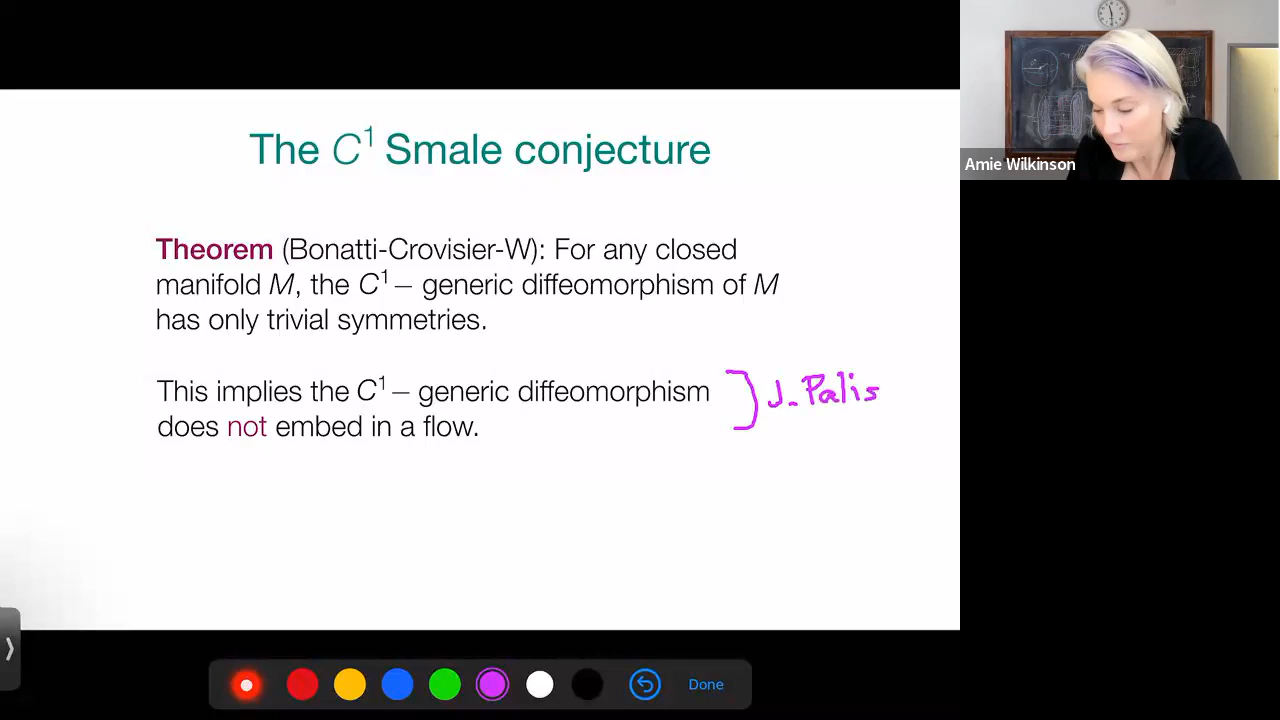 The C¹ Smale conjecture
Theorem (Bonatti-Crovisier-W): For any closed
manifold M, the C¹ – generic diffeomorphism of M
has only trivial symmetries.
This implies the C¹ – generic diffeomorphism
does not embed in a flow.
J. Palis
Amie Wilkinson
Done